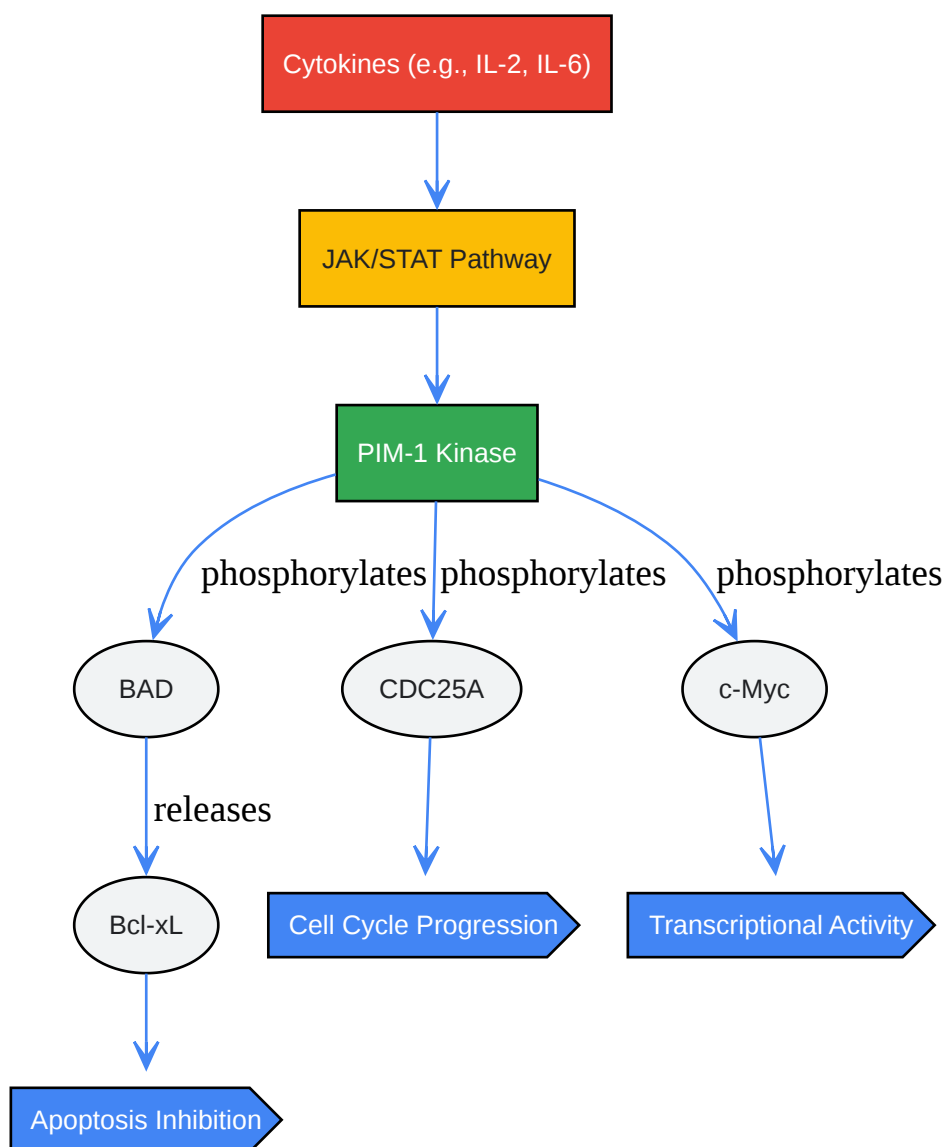 Cytokines (e.g., IL-2, IL-6)
JAK/STAT Pathway
PIM-1 Kinase
phosphorylates
phosphorylates
phosphorylates
BAD
CDC25A
c-Myc
releases
Bcl-xL
Cell Cycle Progression
Transcriptional Activity
Apoptosis Inhibition